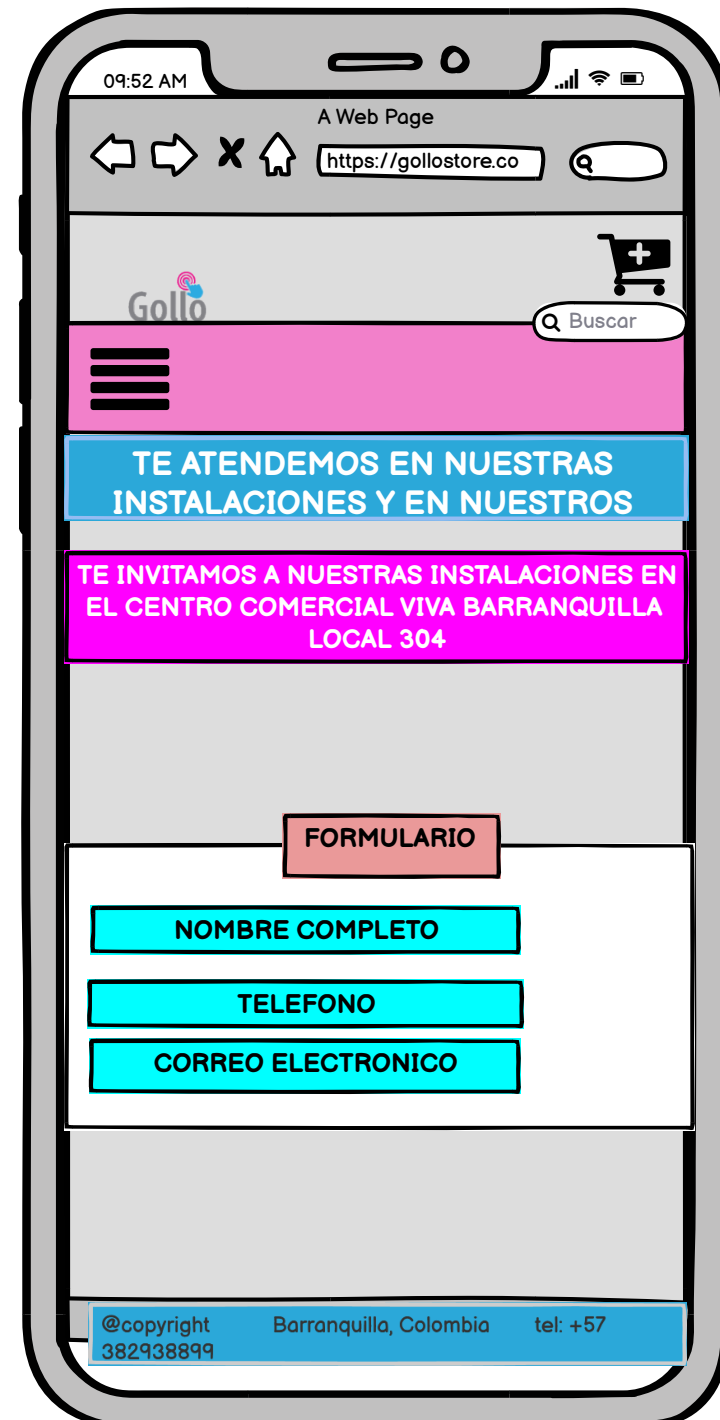 09:52 AM
A Web Page
https://gollostore.co
Gollo
Buscar
TE ATENDEMOS EN NUESTRAS
INSTALACIONES Y EN NUESTROS
TE INVITAMOS A NUESTRAS INSTALACIONES EN
EL CENTRO COMERCIAL VIVA BARRANQUILLA
LOCAL 304
FORMULARIO
NOMBRE COMPLETO
TELEFONO
CORREO ELECTRONICO
@copyright Barranquilla, Colombia tel: +57
382938899